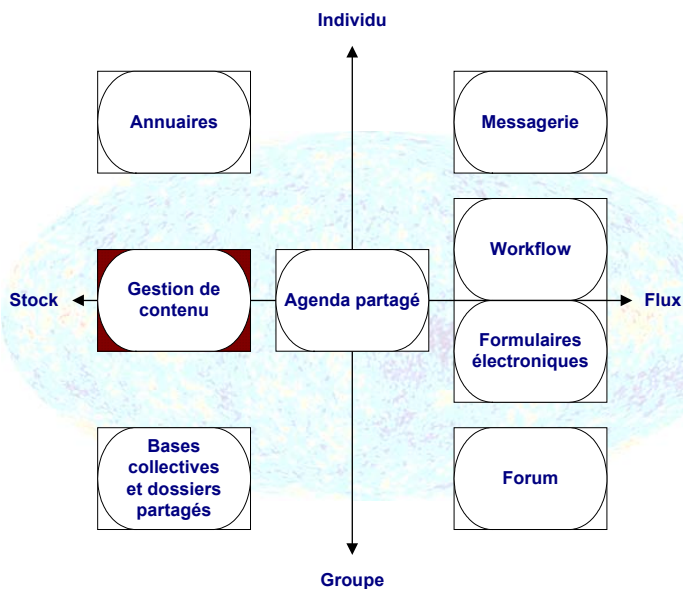 Individu
Annuaires
Messagerie
Workflow
Stock
Gestion de
contenu
Agenda partagé
Flux
Formulaires
électroniques
Bases
collectives
et dossiers
partagés
Forum
Groupe